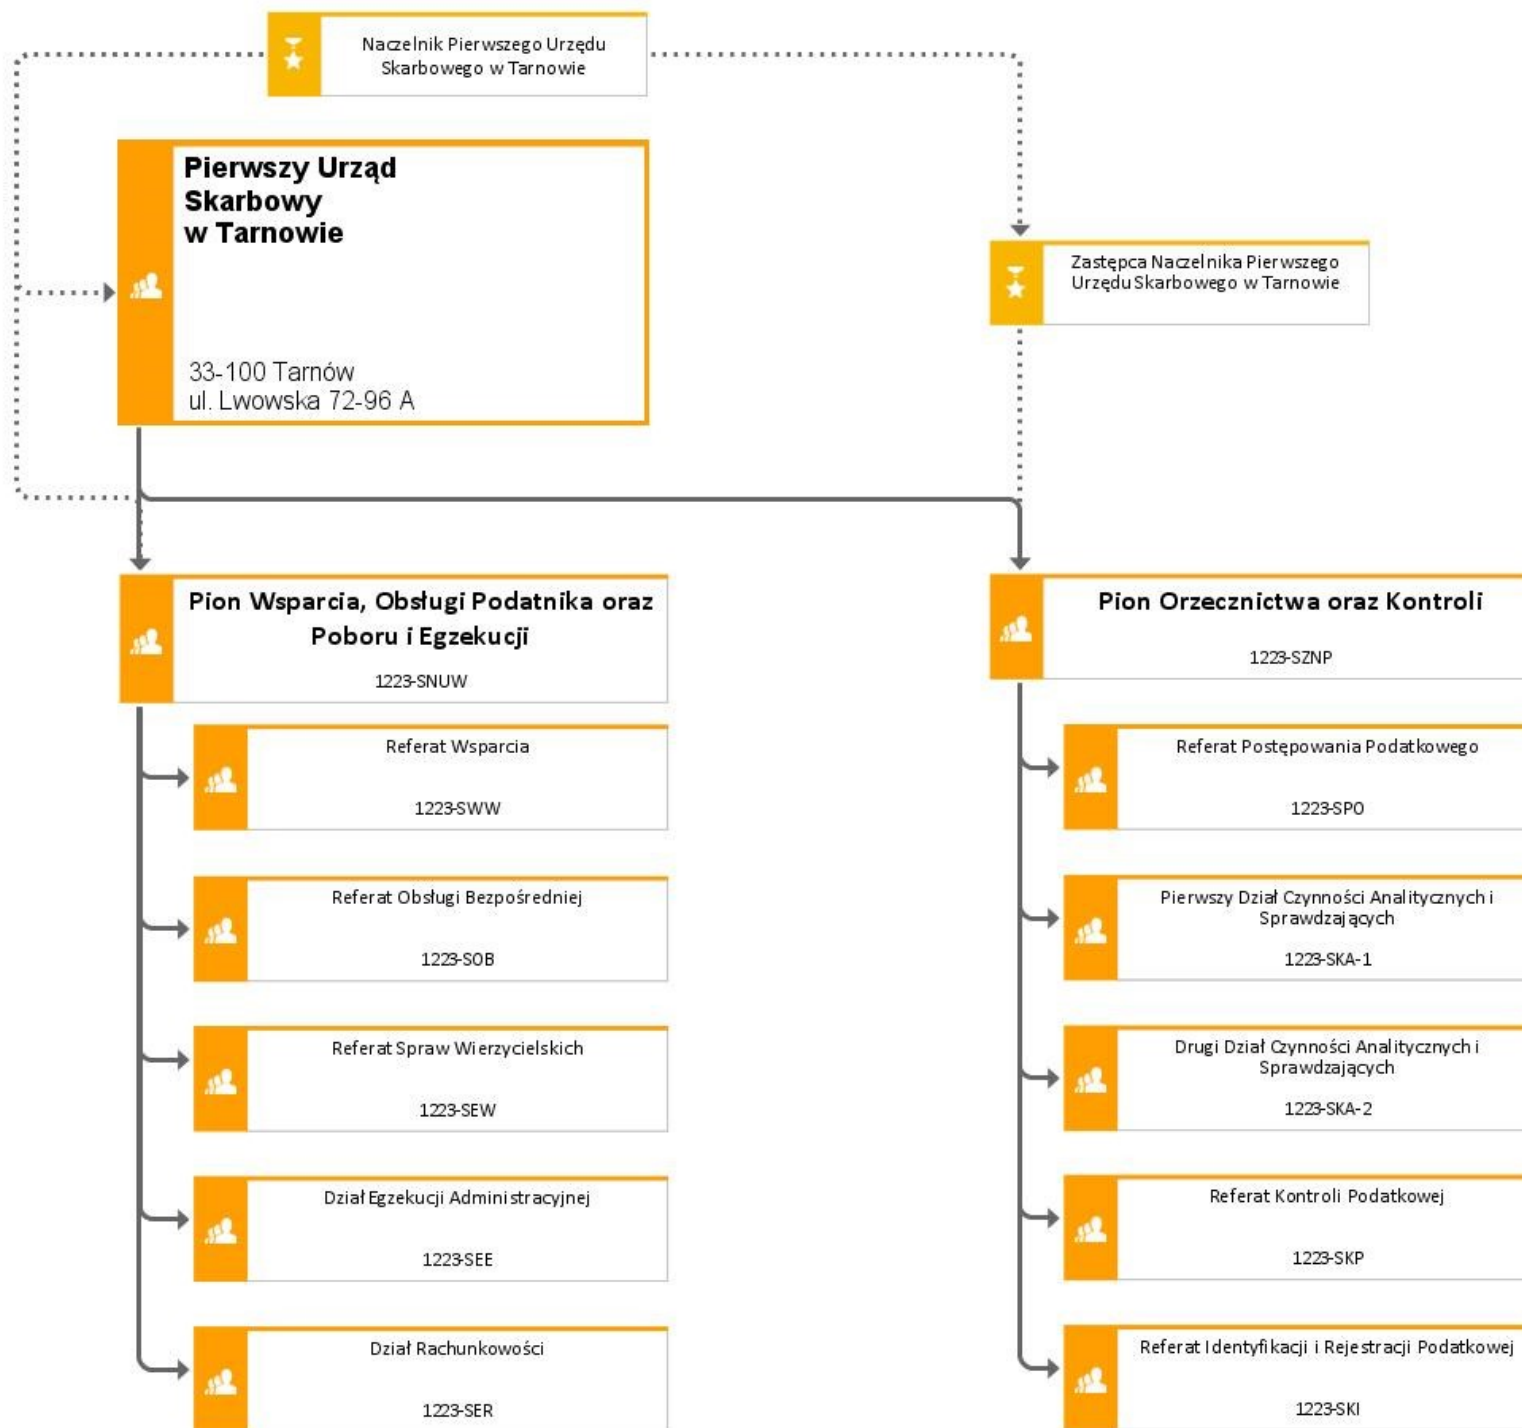 Naczelnik Pierwszego Urzędu
Skarbowego w Tarnowie
Pierwszy Urząd
Skarbowy
w Tarnowie
33-100 Tarnów
ul. Lwowska 72-96 A
Zastępca Naczelnika Pierwszego
Urzędu Skarbowego w Tarnowie
Pion Wsparcia, Obsługi Podatnika oraz
Poboru i Egzekucji
1223-SNUW
Referat Wsparcia
1223-SWW
Referat Obsługi Bezpośredniej
1223-SOB
Referat Spraw Wierzycielskich
1223-SEW
Dział Egzekucji Administracyjnej
1223-SEE
Dział Rachunkowości
1223-SER
Pion Orzecznictwa oraz Kontroli
1223-SZNP
Referat Postępowania Podatkowego
1223-SPO
Pierwszy Dział Czynności Analitycznych i
Sprawdzających
1223-SKA-1
Drugi Dział Czynności Analitycznych i
Sprawdzających
1223-SKA-2
Referat Kontroli Podatkowej
1223-SKP
Referat Identyfikacji i Rejestracji Podatkowej
1223-SKI